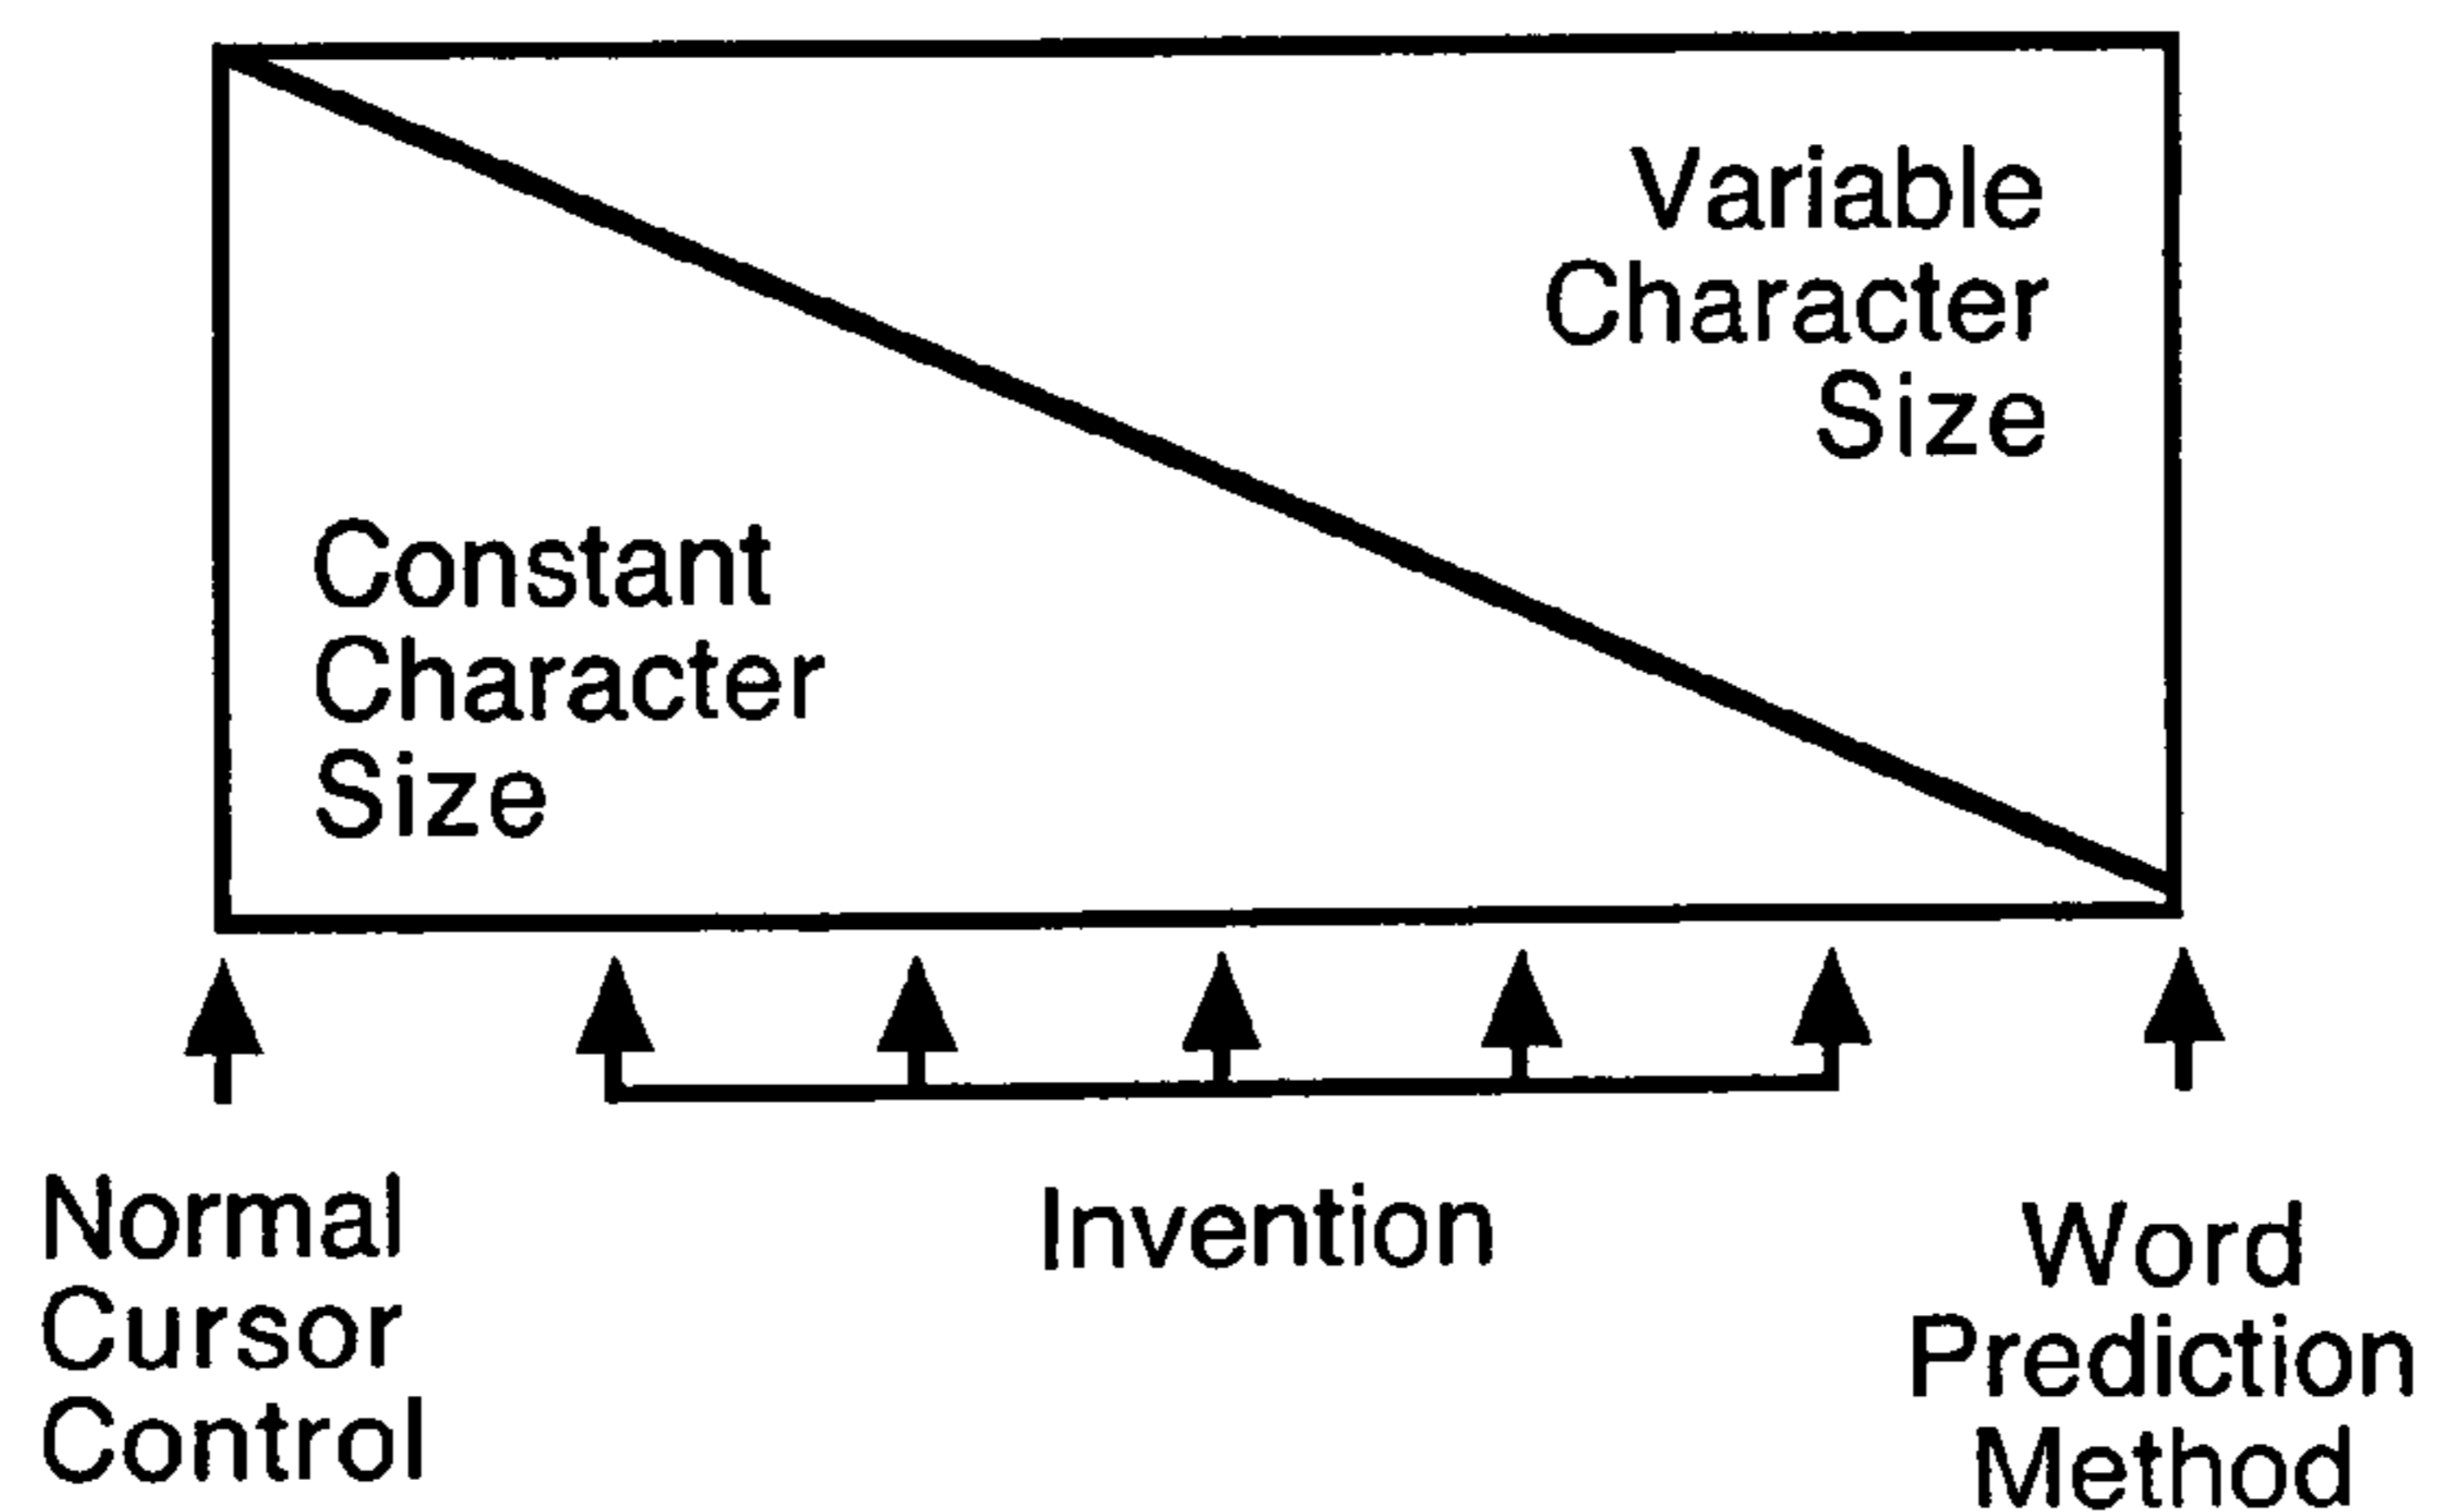 Variable
Character
Size
Constant
Character
Size
Normal
Cursor
Control
Invention
Word
Prediction
Method